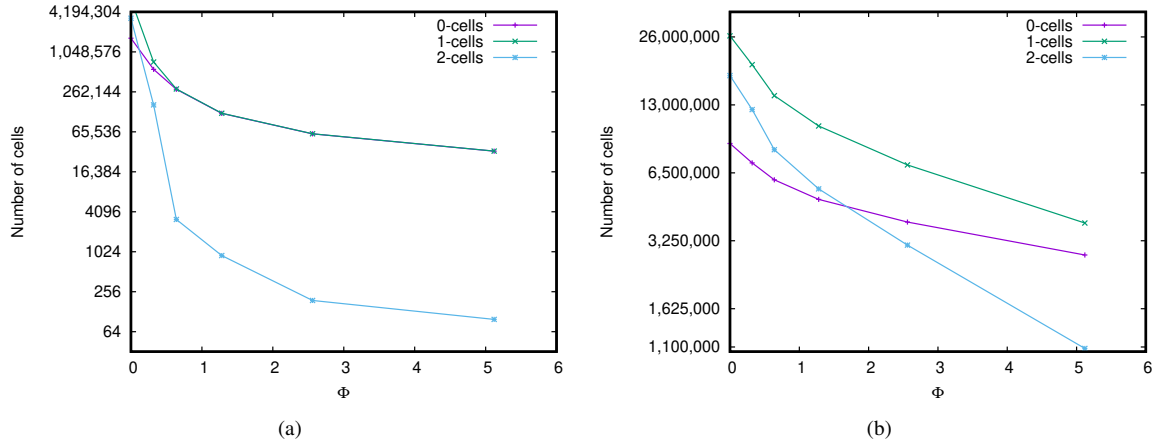 Number of cells
4,194,304
1,048,576
262,144
65,536
16,384
4096
1024
256
64
0 1 2 3 4 5 6
Φ
0-cells
1-cells
2-cells
(a)
Number of cells
26,000,000
13,000,000
6,500,000
3,250,000
1,625,000
1,100,000
0 1 2 3 4 5 6
Φ
0-cells
1-cells
2-cells
(b)